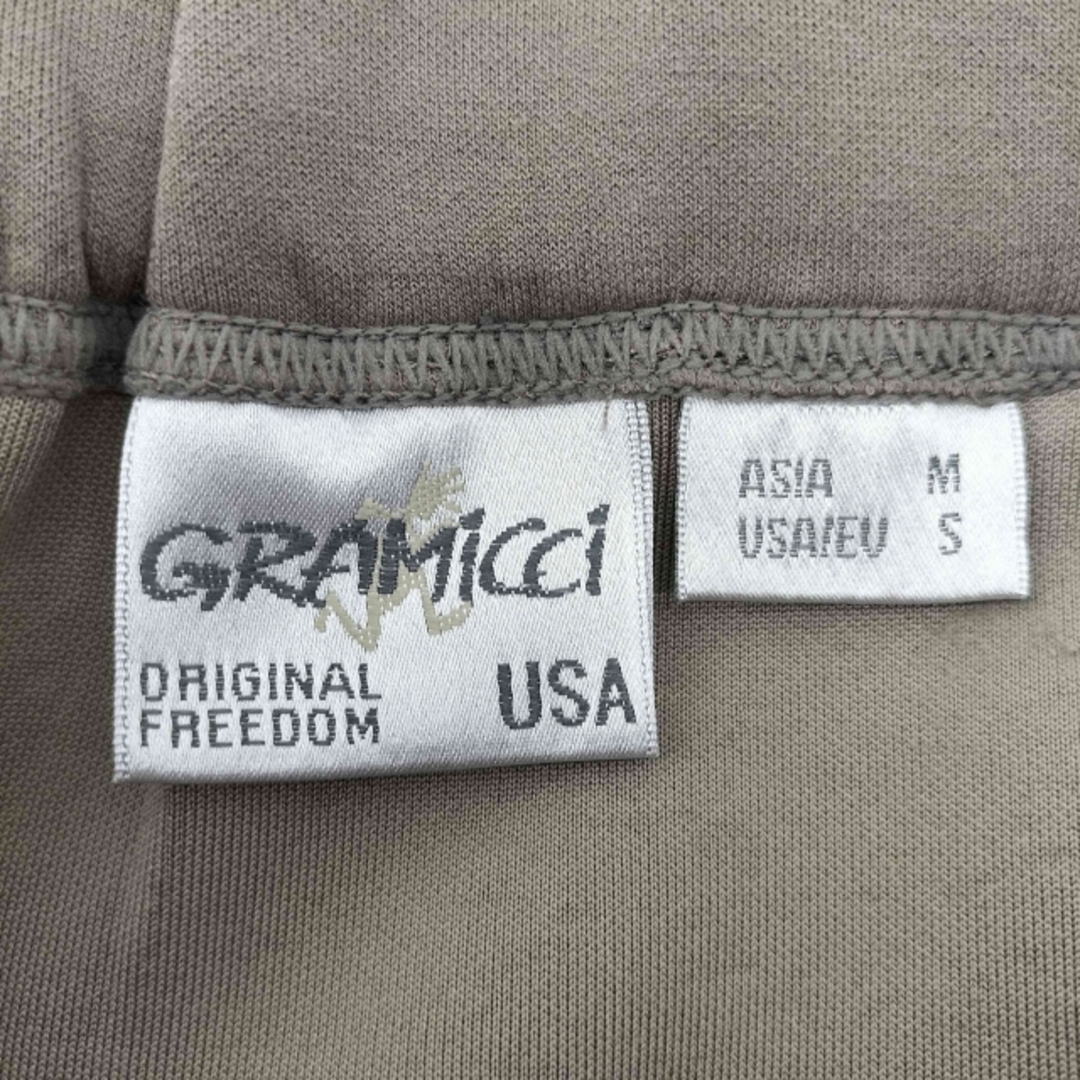 GRAMICCI
ORIGINAL
FREEDOM
USA
ASIA M
USA/EU S